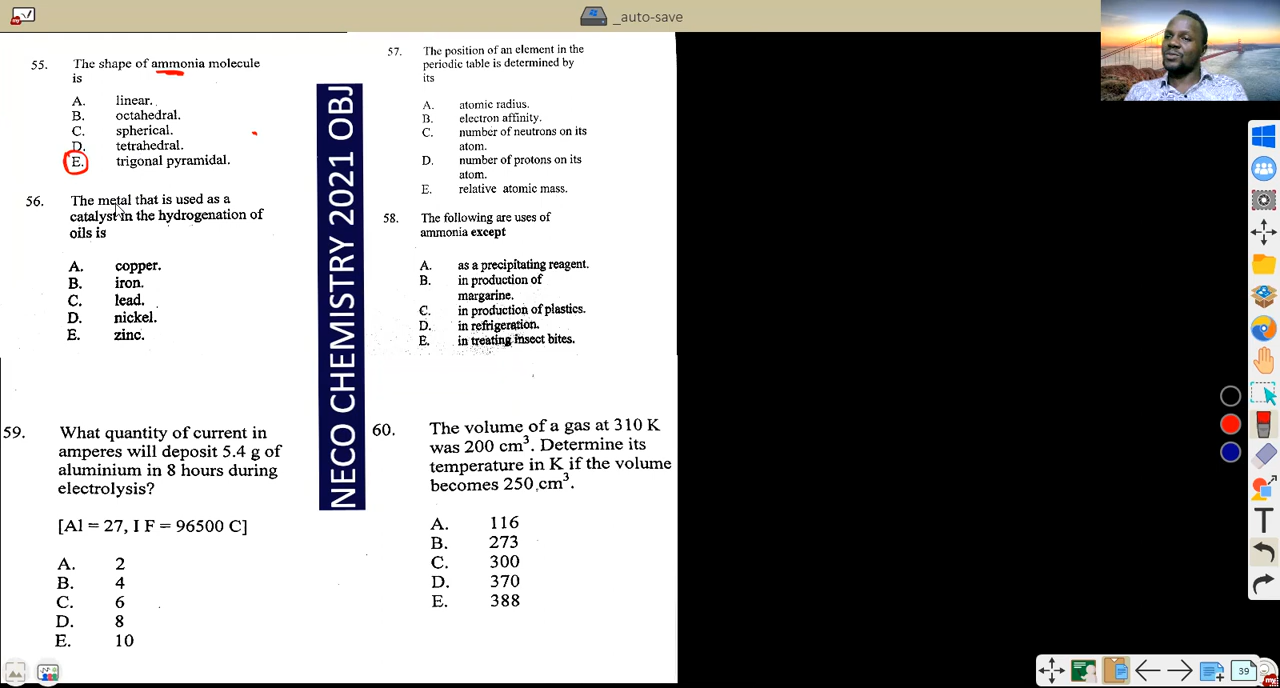 _auto-save
55. The shape of ammonia molecule
is
A. linear.
B. octahedral.
C. spherical.
D. tetrahedral.
E. trigonal pyramidal.
56. The metal that is used as a
catalyst in the hydrogenation of
oils is
A. copper.
B. iron.
C. lead.
D. nickel.
E. zinc.
NECO CHEMISTRY 2021 OBJ
57. The position of an element in the
periodic table is determined by
its
A. atomic radius.
B. electron affinity.
C. number of neutrons on its
atom.
D. number of protons on its
atom.
E. relative atomic mass.
58. The following are uses of
ammonia except
A. as a precipitating reagent.
B. in production of
margarine.
C. in production of plastics.
D. in refrigeration.
E. in treating insect bites.
59. What quantity of current in
amperes will deposit 5.4 g of
aluminium in 8 hours during
electrolysis?
[Al = 27, I F = 96500 C]
A. 2
B. 4
C. 6
D. 8
E. 10
60. The volume of a gas at 310 K
was 200 cm³. Determine its
temperature in K if the volume
becomes 250 cm³.
A. 116
B. 273
C. 300
D. 370
E. 388
T
39